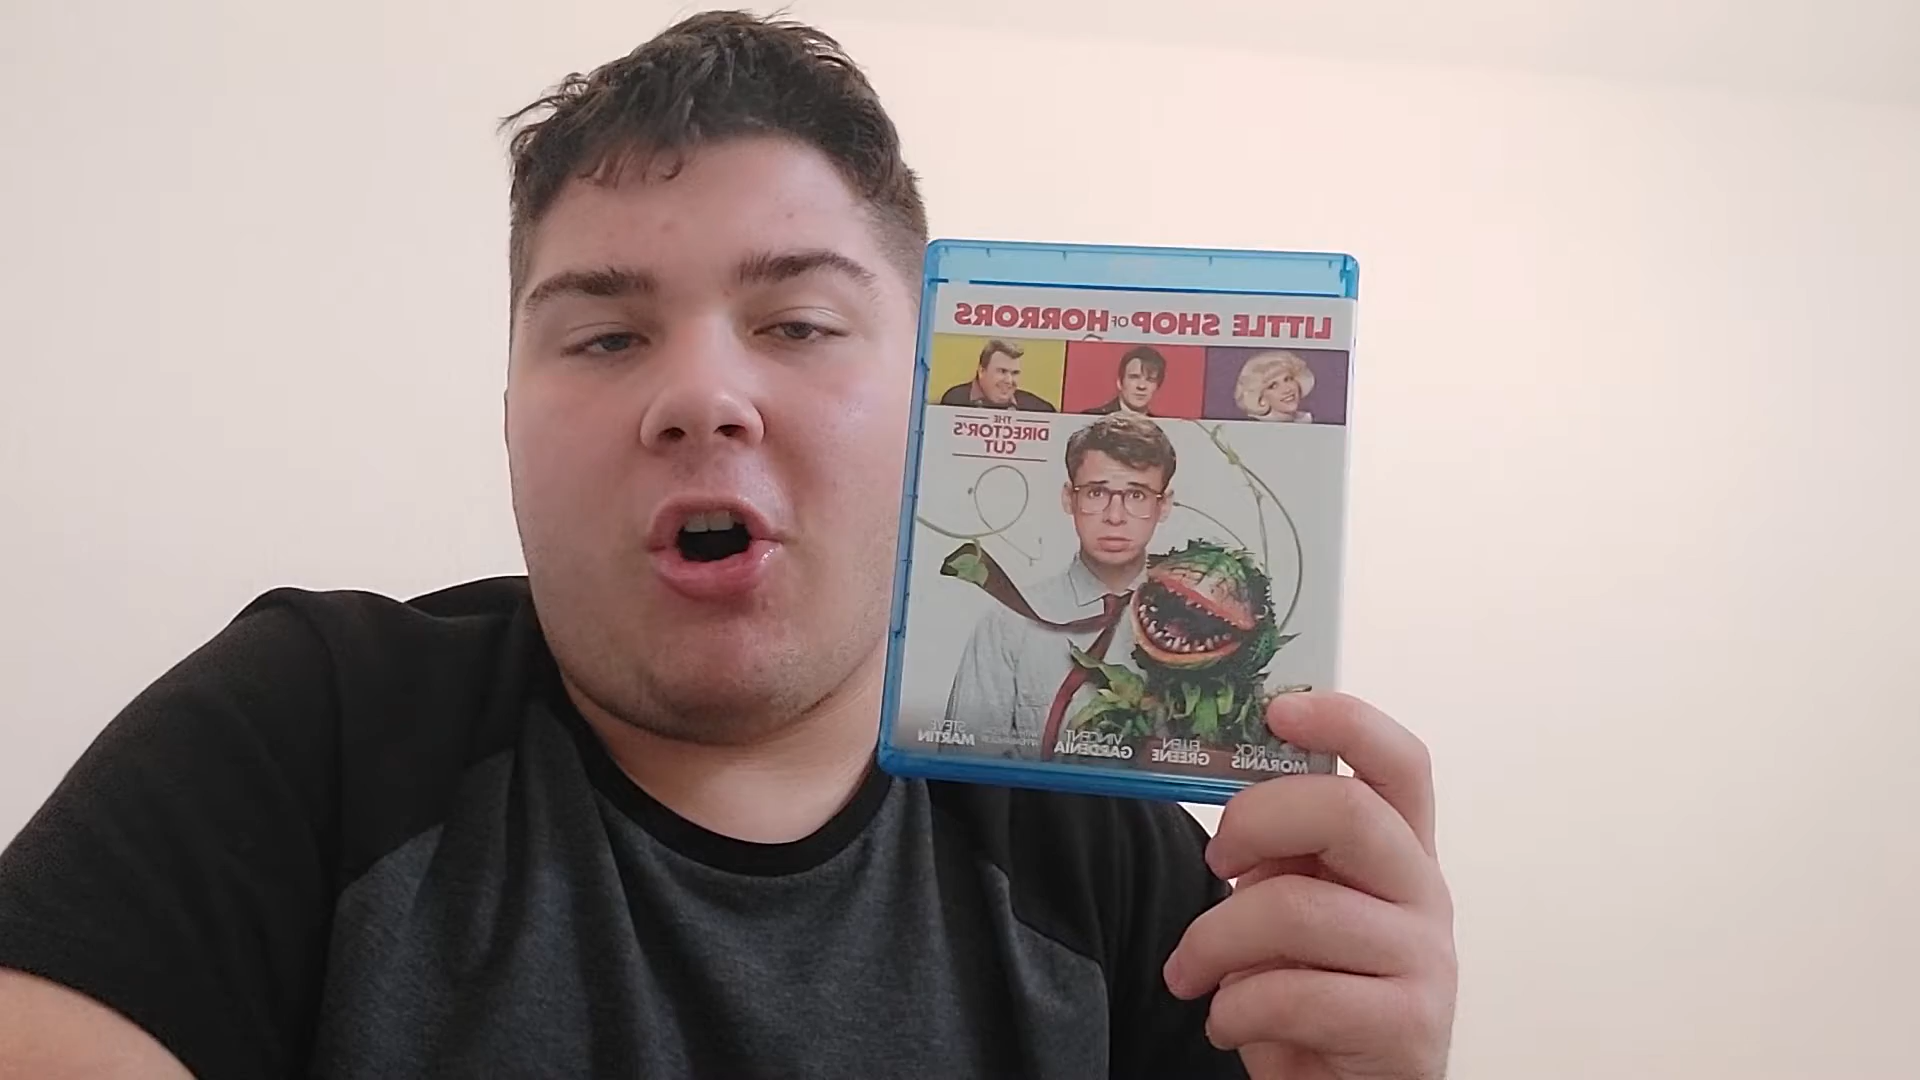 LITTLE SHOP OF HORRORS
THE
DIRECTOR'S
CUT
RICK
MORANIS
ELLEN
GREENE
VINCENT
GARDENIA
STEVE
MARTIN